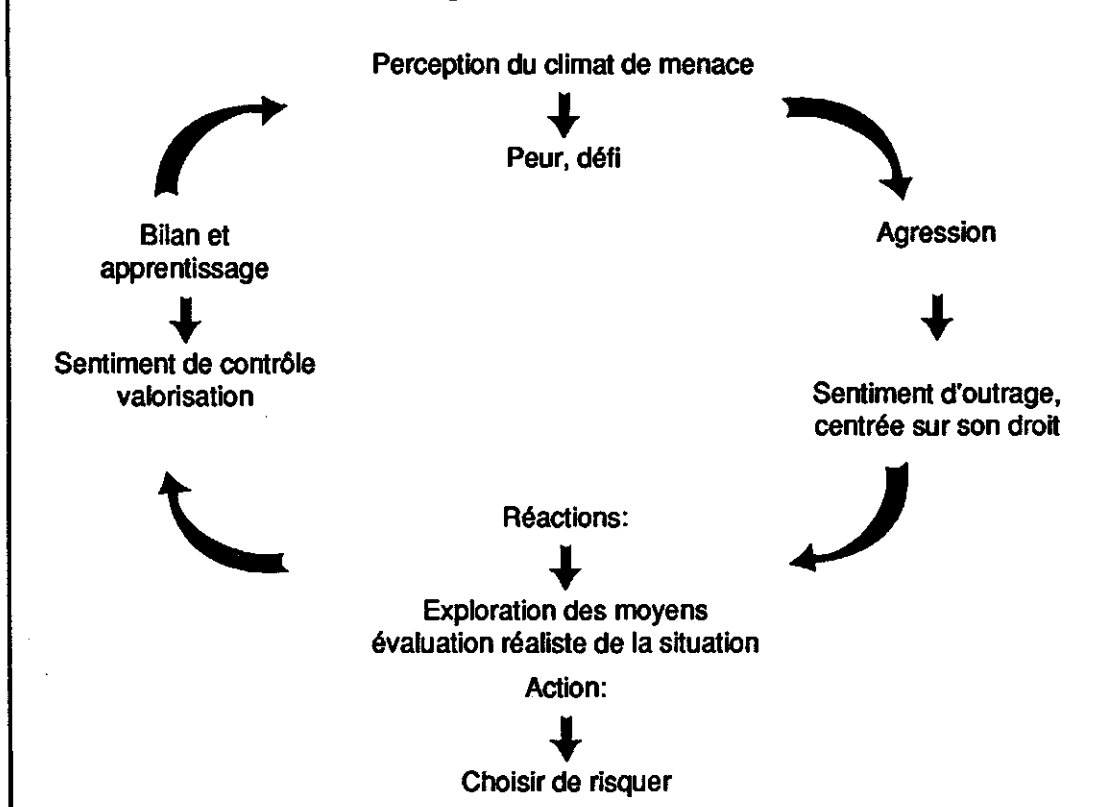 Perception du climat de menace
Peur, défi
Agression
Sentiment d'outrage,
centrée sur son droit
Réactions:
Exploration des moyens
évaluation réaliste de la situation
Action:
Choisir de risquer
Bilan et
apprentissage
Sentiment de contrôle
valorisation